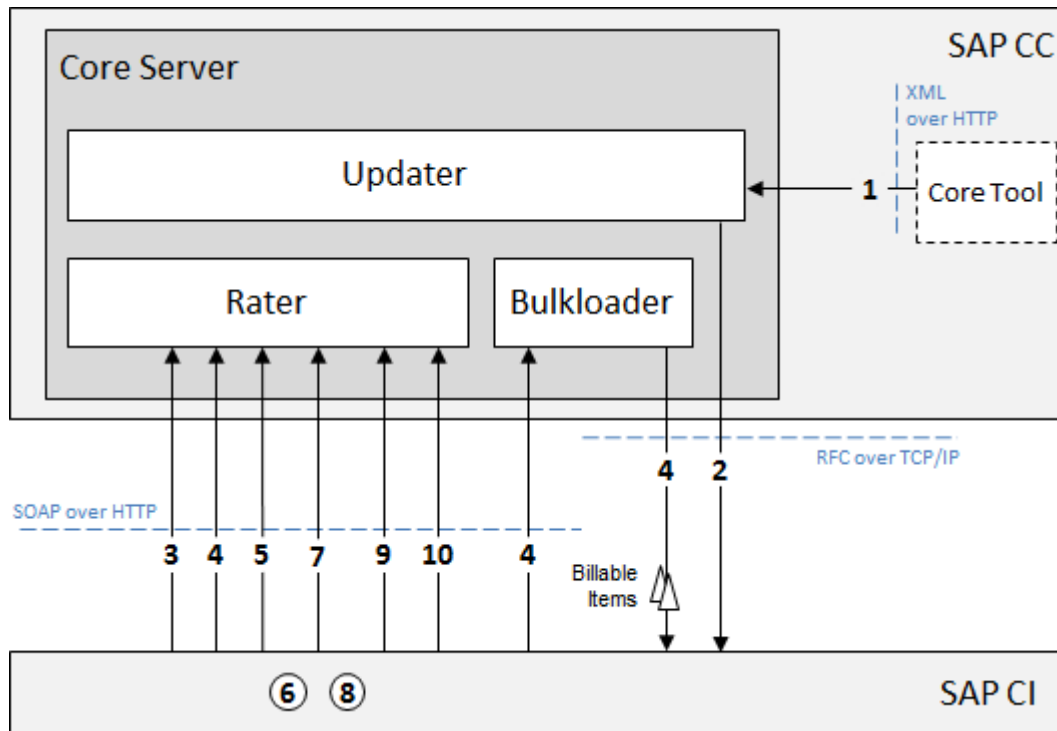 SAP CC
Core Server
XML
over HTTP
Updater
1
Core Tool
Rater
Bulkloader
RFC over TCP/IP
4
2
SOAP over HTTP
3
4
5
7
9
10
4
Billable
Items
6
8
SAP CI